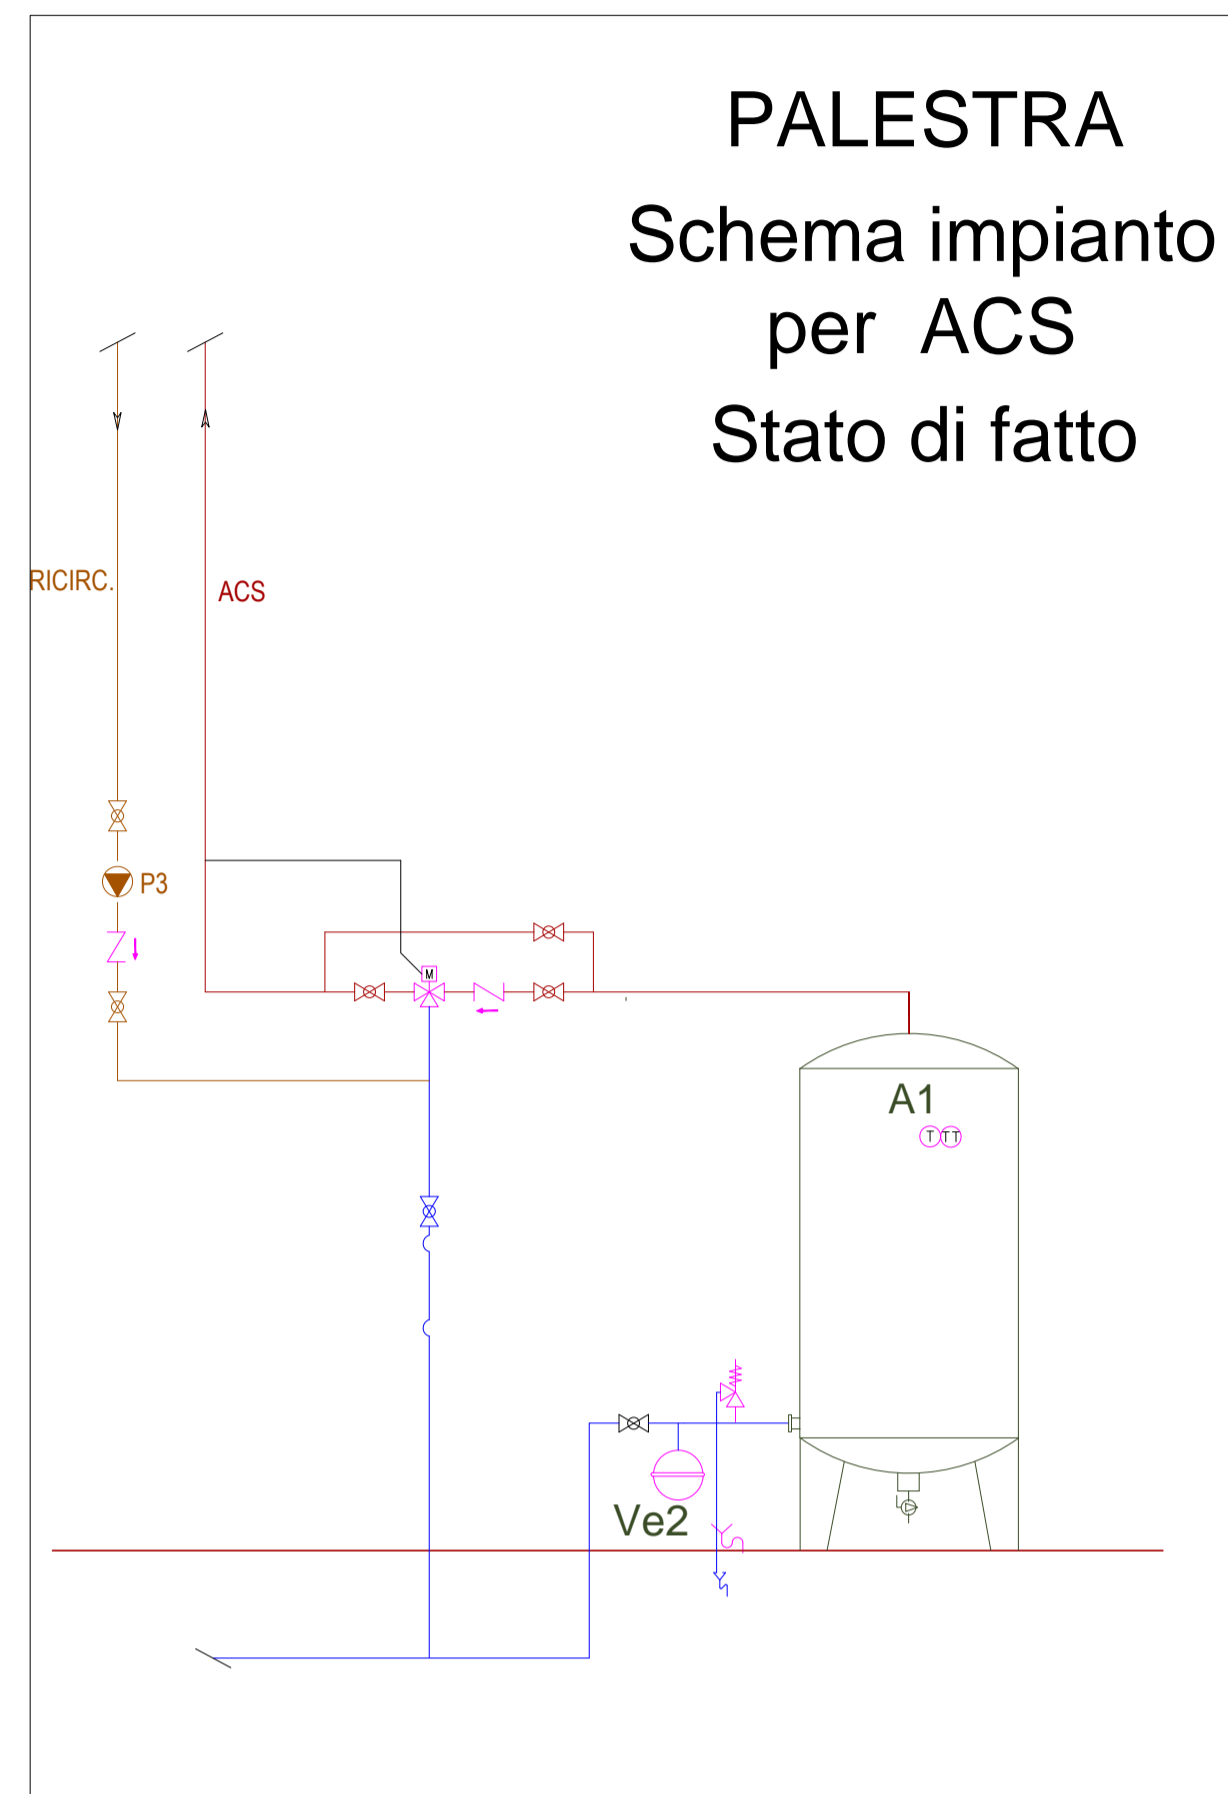 PALESTRA
Schema impianto
per ACS
Stato di fatto
RICIRC.
ACS
P3
M
A1
T TT
Ve2